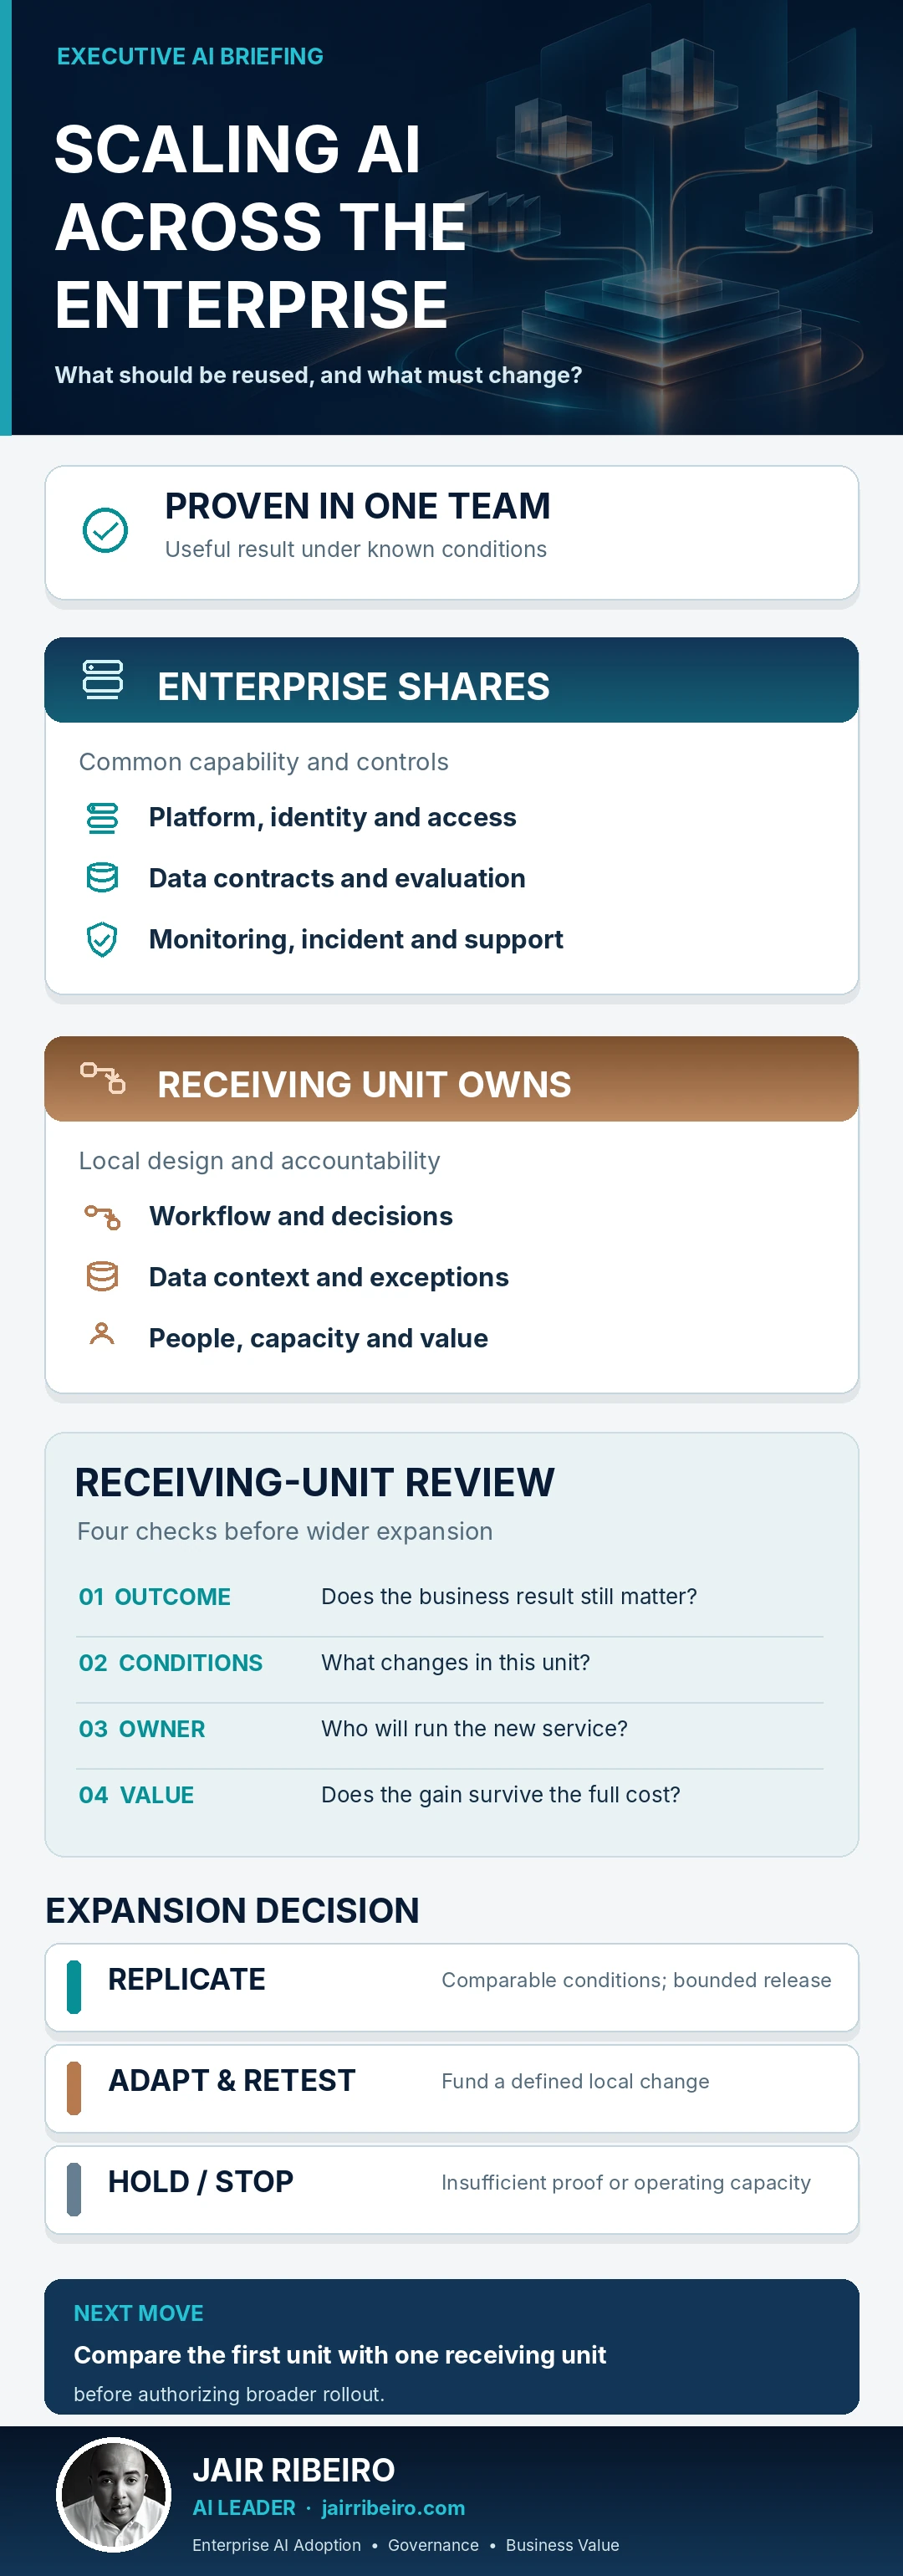 EXECUTIVE AI BRIEFING
SCALING AI
ACROSS THE
ENTERPRISE
What should be reused, and what must change?
PROVEN IN ONE TEAM
Useful result under known conditions
ENTERPRISE SHARES
Common capability and controls
Platform, identity and access
Data contracts and evaluation
Monitoring, incident and support
RECEIVING UNIT OWNS
Local design and accountability
Workflow and decisions
Data context and exceptions
People, capacity and value
RECEIVING-UNIT REVIEW
Four checks before wider expansion
01 OUTCOME Does the business result still matter?
02 CONDITIONS What changes in this unit?
03 OWNER Who will run the new service?
04 VALUE Does the gain survive the full cost?
EXPANSION DECISION
REPLICATE Comparable conditions; bounded release
ADAPT & RETEST Fund a defined local change
HOLD / STOP Insufficient proof or operating capacity
NEXT MOVE
Compare the first unit with one receiving unit
before authorizing broader rollout.
JAIR RIBEIRO
AI LEADER · jairribeiro.com
Enterprise AI Adoption • Governance • Business Value